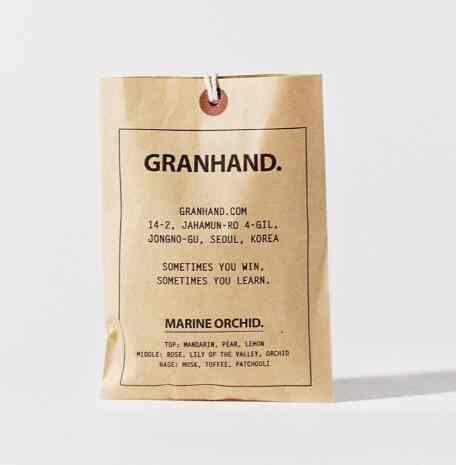 GRANHAND.
GRANHAND.COM
14-2, JAHAMUN-RO 4-GIL,
JONGNO-GU, SEOUL, KOREA
SOMETIMES YOU WIN,
SOMETIMES YOU LEARN.
MARINE ORCHID.
TOP: MANDARIN, PEAR, LEMON
MIDDLE: ROSE, LILY OF THE VALLEY, ORCHID
BASE: MUSK, TOFFEE, PATCHOULI